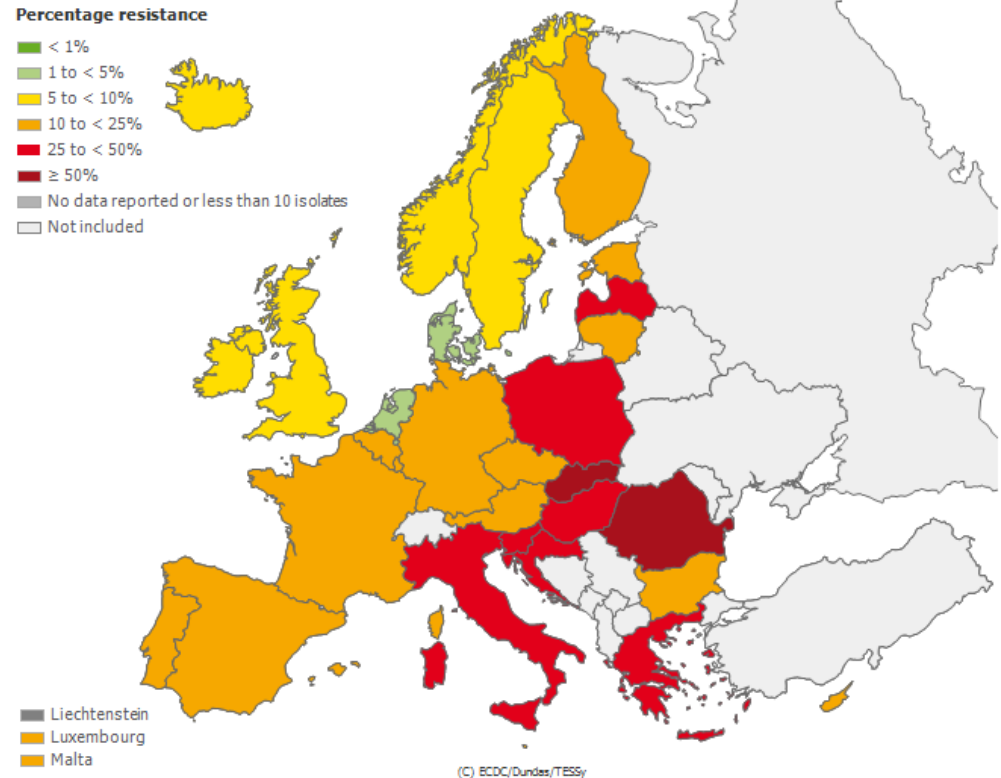 Percentage resistance
< 1%
1 to < 5%
5 to < 10%
10 to < 25%
25 to < 50%
≥ 50%
No data reported or less than 10 isolates
Not included
Liechtenstein
Luxembourg
Malta
(C) ECDC/Dundas/TESSy